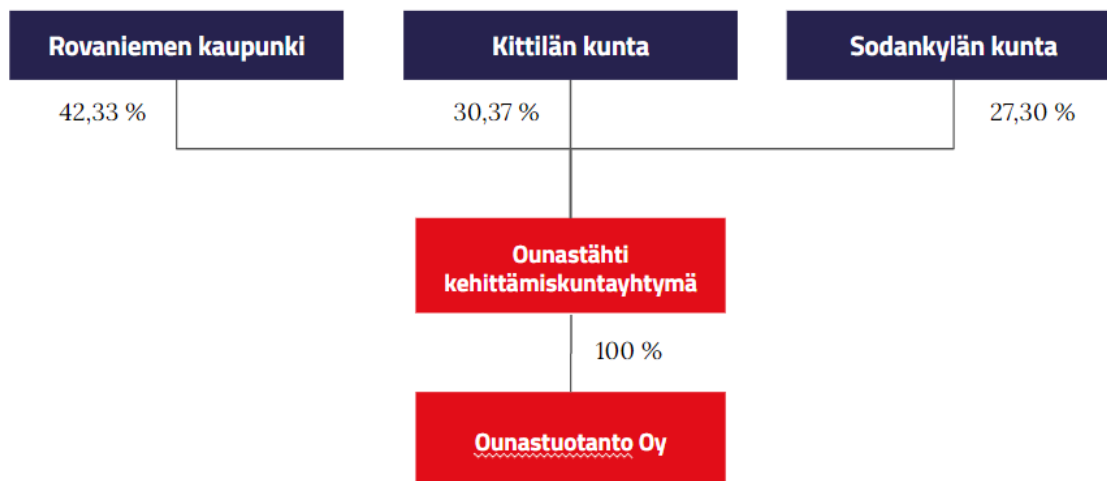 Rovaniemen kaupunki
Kittilän kunta
Sodankylän kunta
42,33 %
30,37 %
27,30 %
Ounastähti
kehittämiskuntayhtymä
100 %
Ounastuotanto Oy